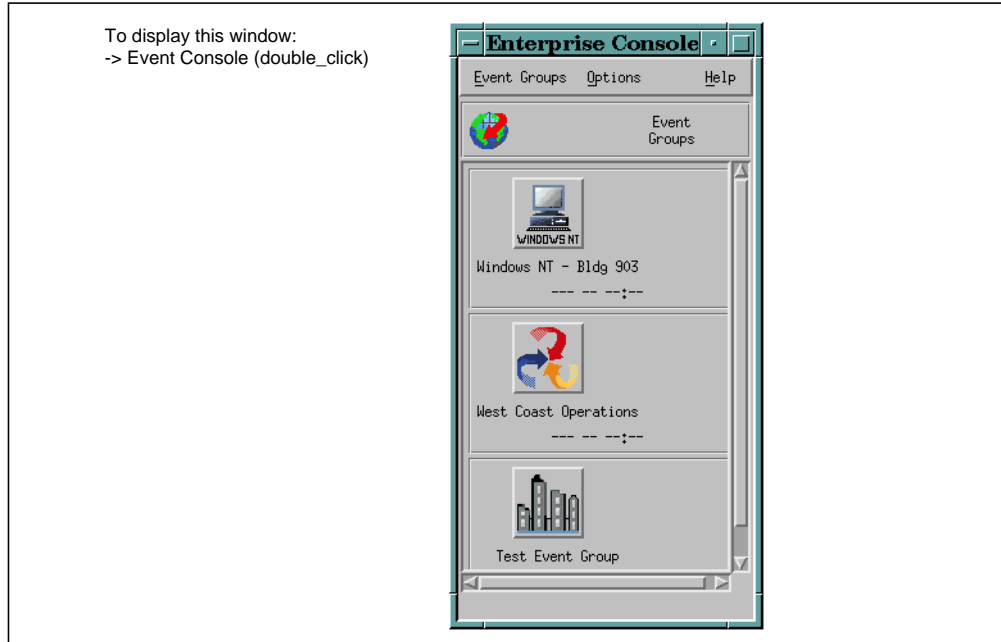 To display this window:
-> Event Console (double_click)
Enterprise Console
Event Groups Options Help
Event
Groups
WINDOWS NT
Windows NT - Bldg 903
--- -- --:--
West Coast Operations
--- -- --:--
Test Event Group